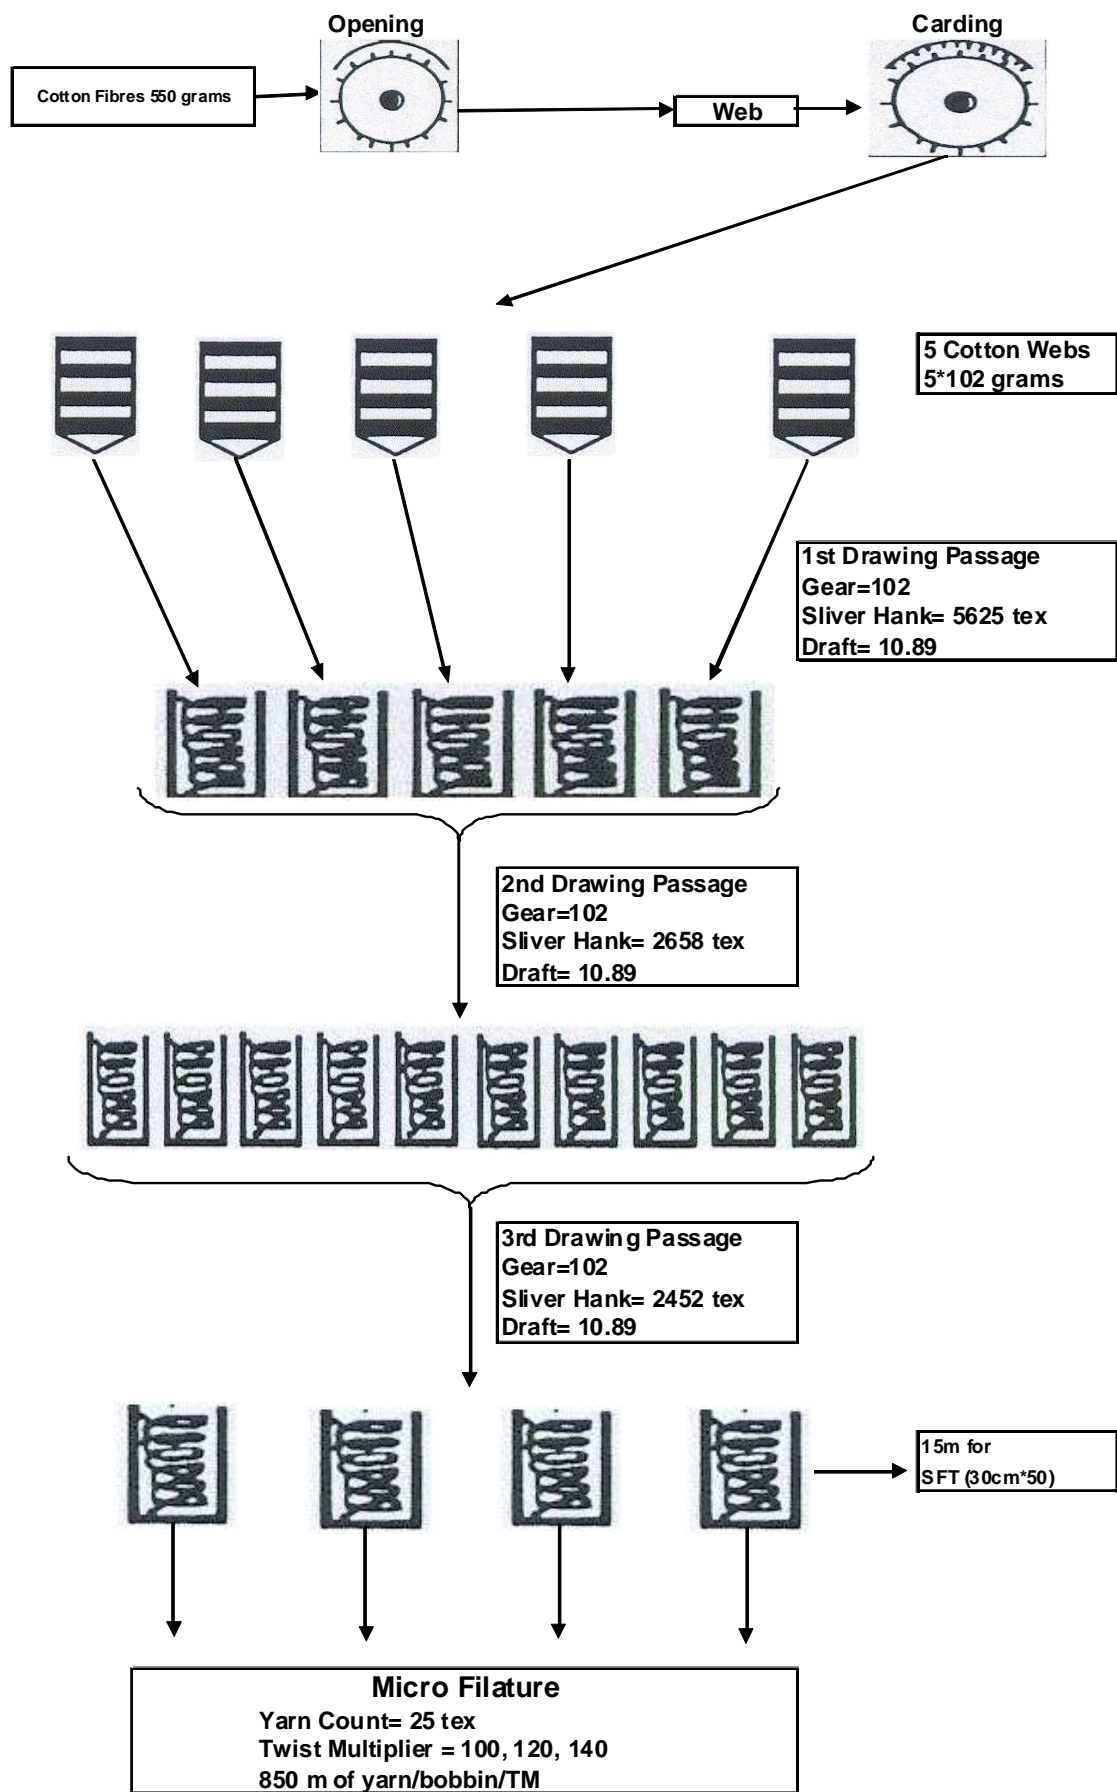 Opening
Carding
Cotton Fibres 550 grams
Web
5 Cotton Webs
5*102 grams
1st Drawing Passage
Gear=102
Sliver Hank= 5625 tex
Draft= 10.89
2nd Drawing Passage
Gear=102
Sliver Hank= 2658 tex
Draft= 10.89
3rd Drawing Passage
Gear=102
Sliver Hank= 2452 tex
Draft= 10.89
15m for
SFT (30cm*50)
Micro Filature
Yarn Count= 25 tex
Twist Multiplier = 100, 120, 140
850 m of yarn/bobbin/TM